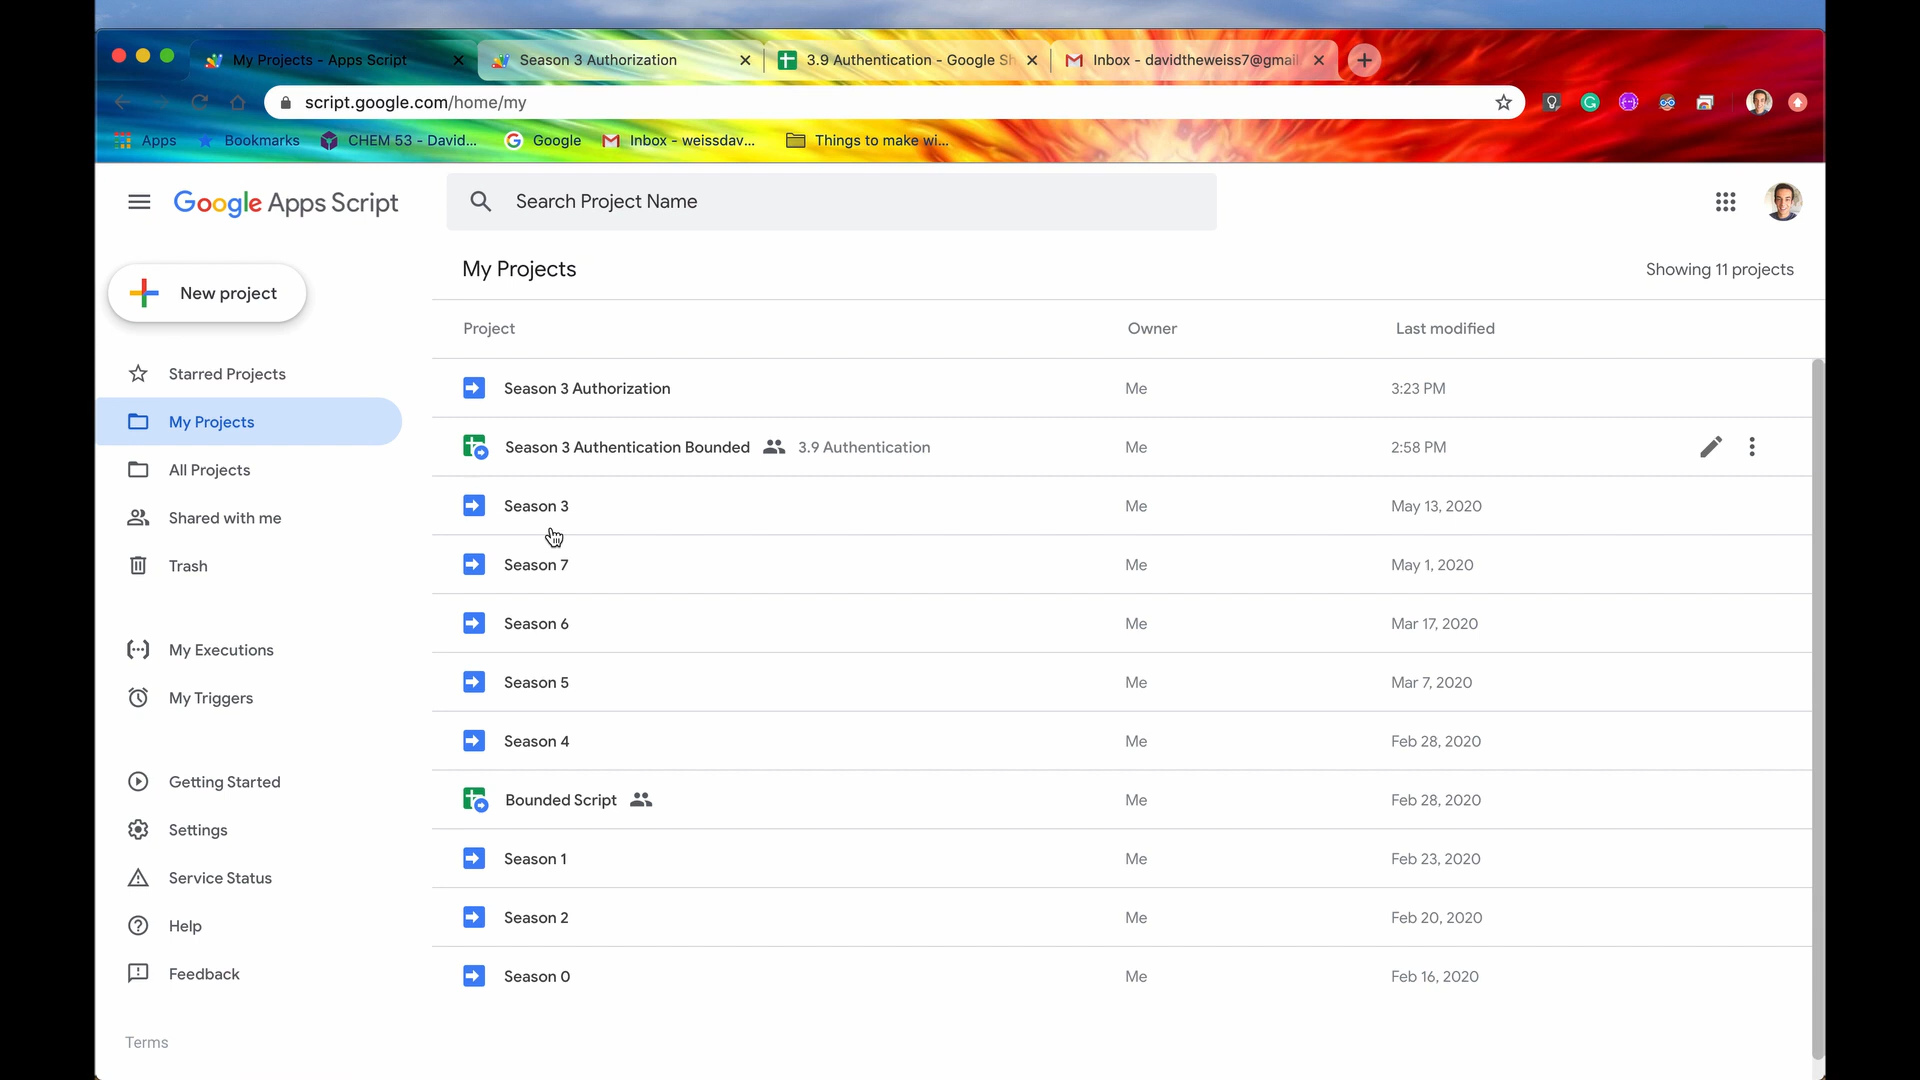 My Projects - Apps Script
Season 3 Authorization
3.9 Authentication - Google Sh
Inbox - davidtheweiss7@gmail
script.google.com/home/my
Apps
Bookmarks
CHEM 53 - David...
Google
Inbox - weissdav...
Things to make wi...
Google Apps Script
Search Project Name
New project
My Projects
Showing 11 projects
Project Owner Last modified
Starred Projects
My Projects
All Projects
Shared with me
Trash
My Executions
My Triggers
Getting Started
Settings
Service Status
Help
Feedback
Terms
Season 3 Authorization Me 3:23 PM
Season 3 Authentication Bounded 3.9 Authentication Me 2:58 PM
Season 3 Me May 13, 2020
Season 7 Me May 1, 2020
Season 6 Me Mar 17, 2020
Season 5 Me Mar 7, 2020
Season 4 Me Feb 28, 2020
Bounded Script Me Feb 28, 2020
Season 1 Me Feb 23, 2020
Season 2 Me Feb 20, 2020
Season 0 Me Feb 16, 2020